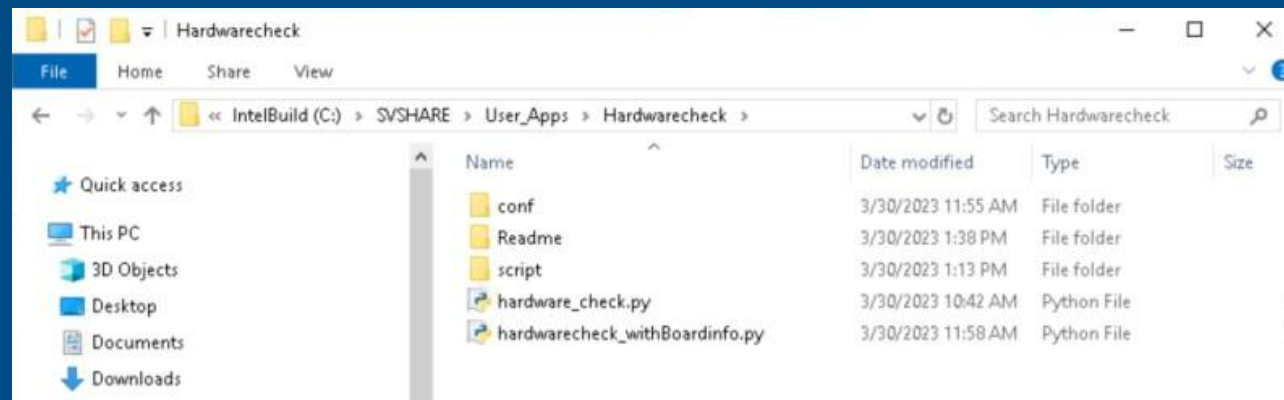 Hardwarecheck
File Home Share View
« IntelBuild (C:) › SVSHARE › User_Apps › Hardwarecheck ›
Search Hardwarecheck
Quick access
This PC
3D Objects
Desktop
Documents
Downloads
Name Date modified Type Size
conf 3/30/2023 11:55 AM File folder
Readme 3/30/2023 1:38 PM File folder
script 3/30/2023 1:13 PM File folder
hardware_check.py 3/30/2023 10:42 AM Python File
hardwarecheck_withBoardinfo.py 3/30/2023 11:58 AM Python File